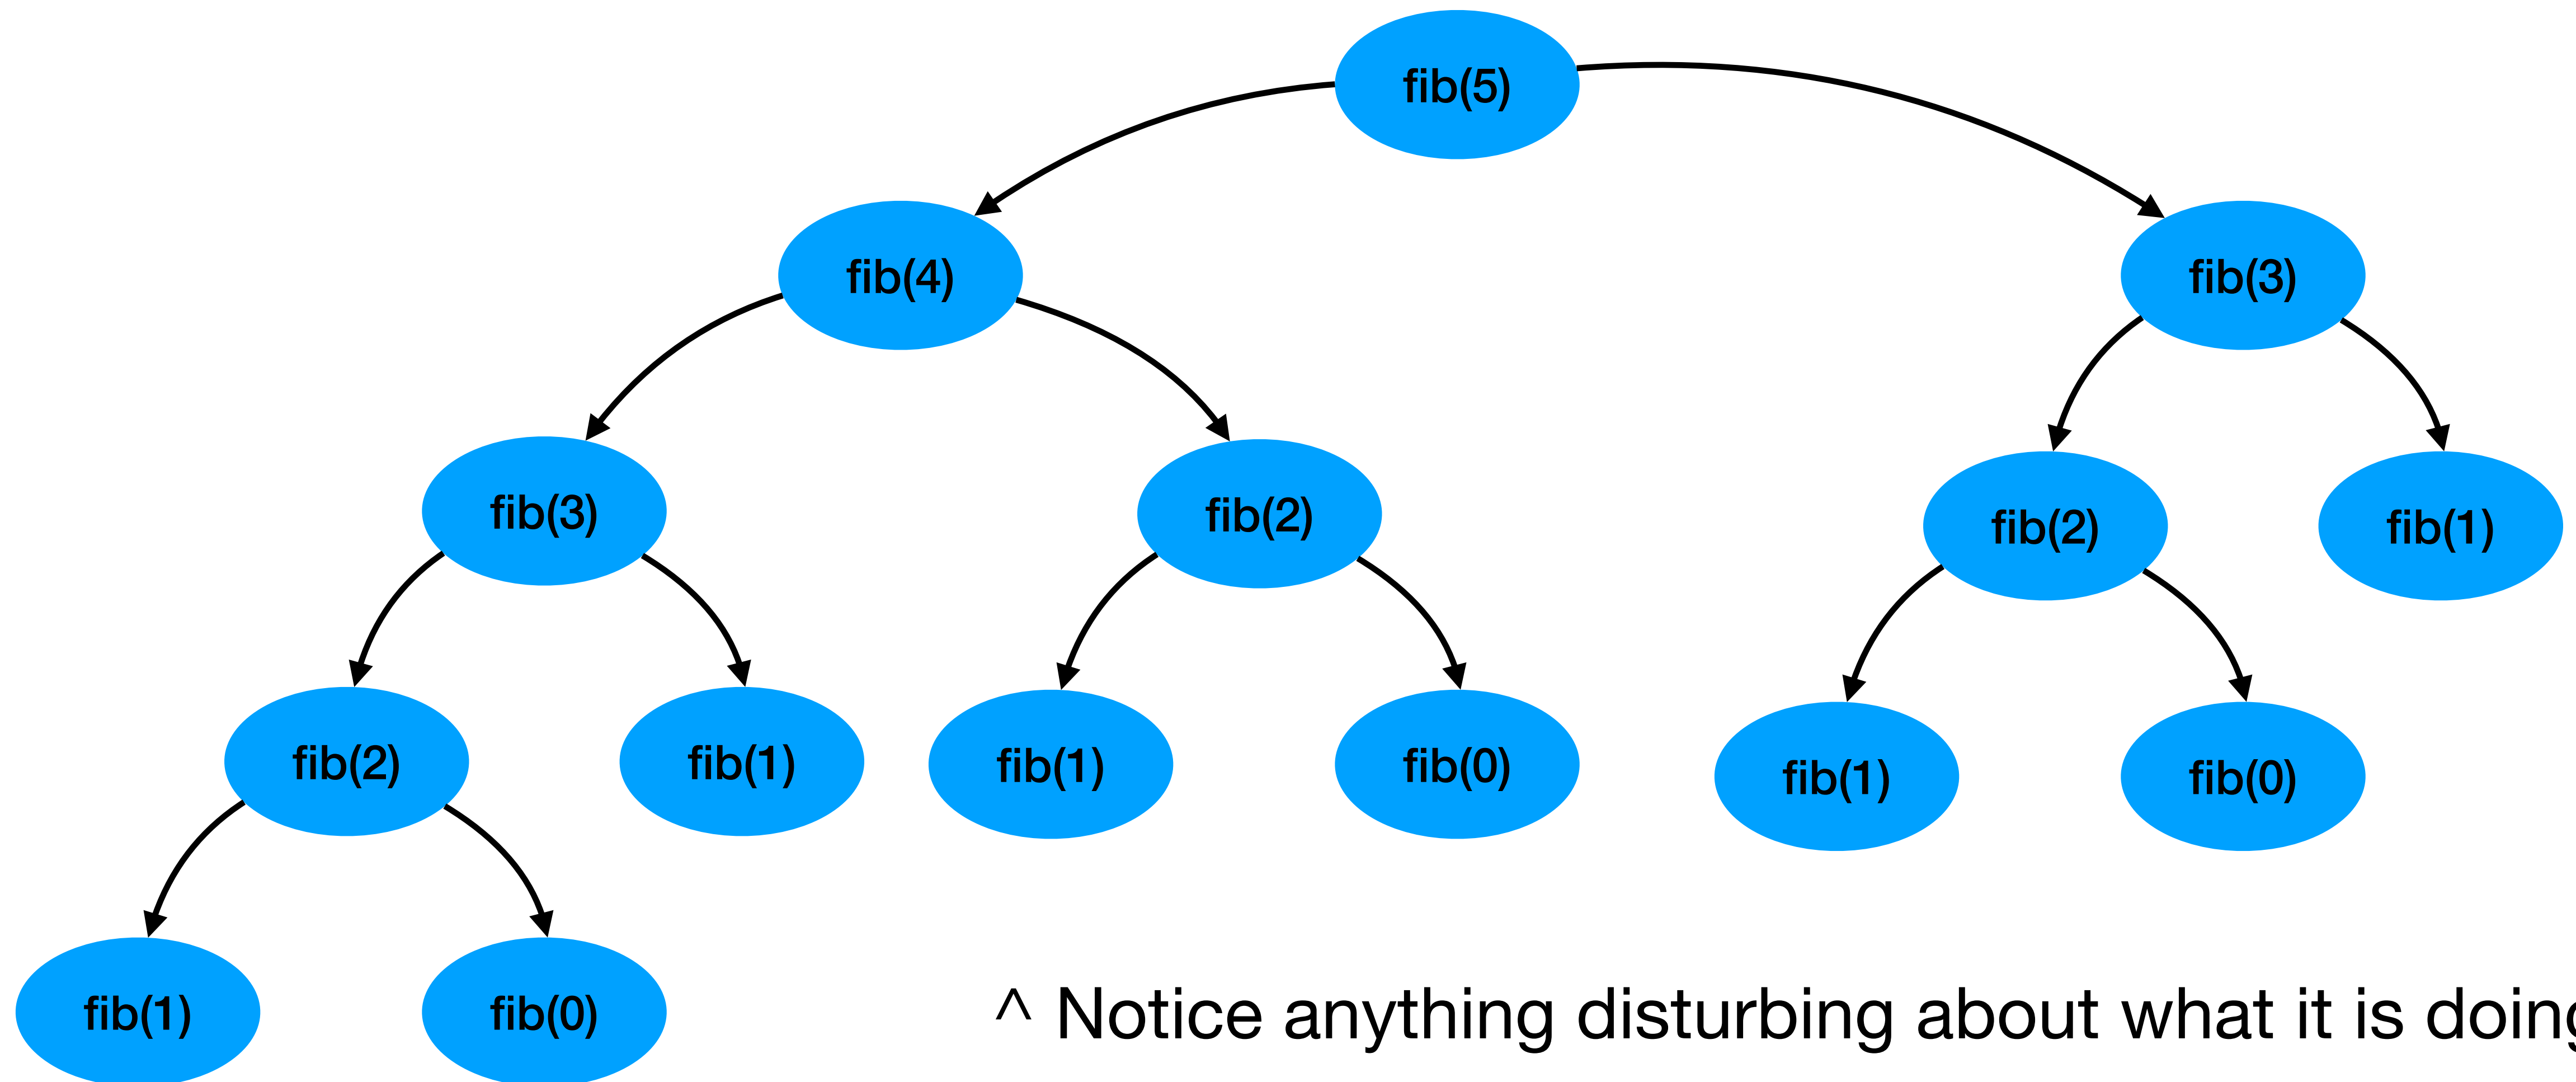 fib(5)
fib(4)
fib(3)
fib(3)
fib(2)
fib(2)
fib(1)
fib(2)
fib(1)
fib(1)
fib(0)
fib(1)
fib(0)
fib(1)
fib(0)
^ Notice anything disturbing about what it is doing